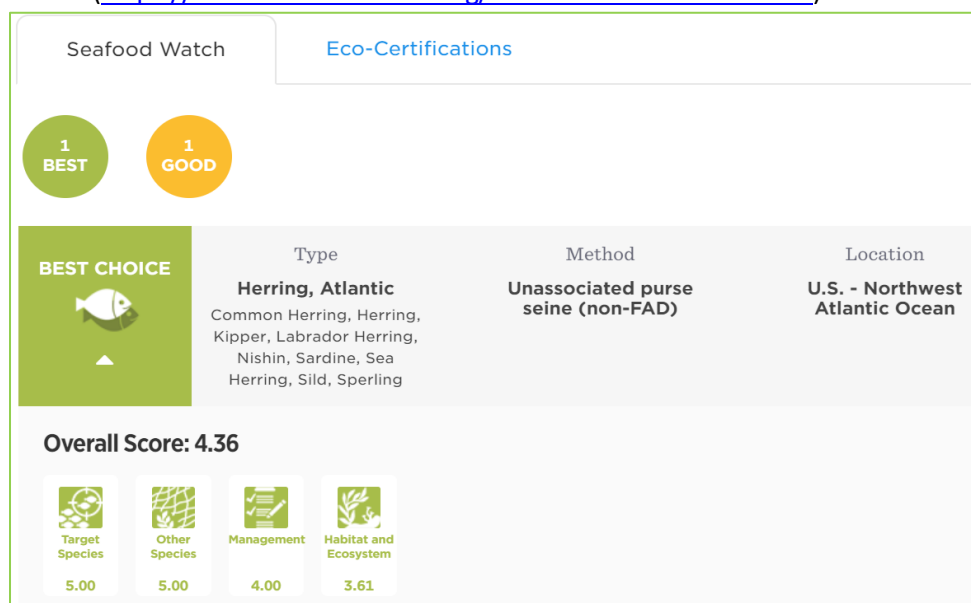 Seafood Watch
Eco-Certifications
1
BEST
1
GOOD
BEST CHOICE
Type
Herring, Atlantic
Common Herring, Herring,
Kipper, Labrador Herring,
Nishin, Sardine, Sea
Herring, Sild, Sperling
Method
Unassociated purse
seine (non-FAD)
Location
U.S. - Northwest
Atlantic Ocean
Overall Score: 4.36
Target
Species
5.00
Other
Species
5.00
Management
4.00
Habitat and
Ecosystem
3.61